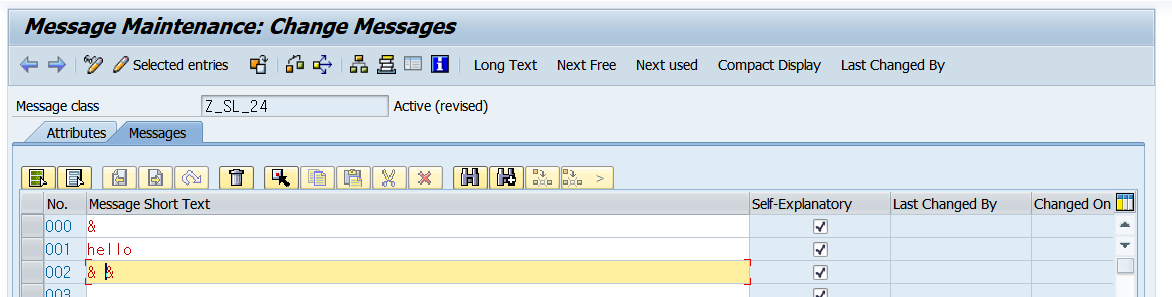 Message Maintenance: Change Messages
Selected entries Long Text Next Free Next used Compact Display Last Changed By
Message class Z_SL_24 Active (revised)
Attributes Messages
No. Message Short Text Self-Explanatory Last Changed By Changed On
000 &
001 hello
002 & &
003